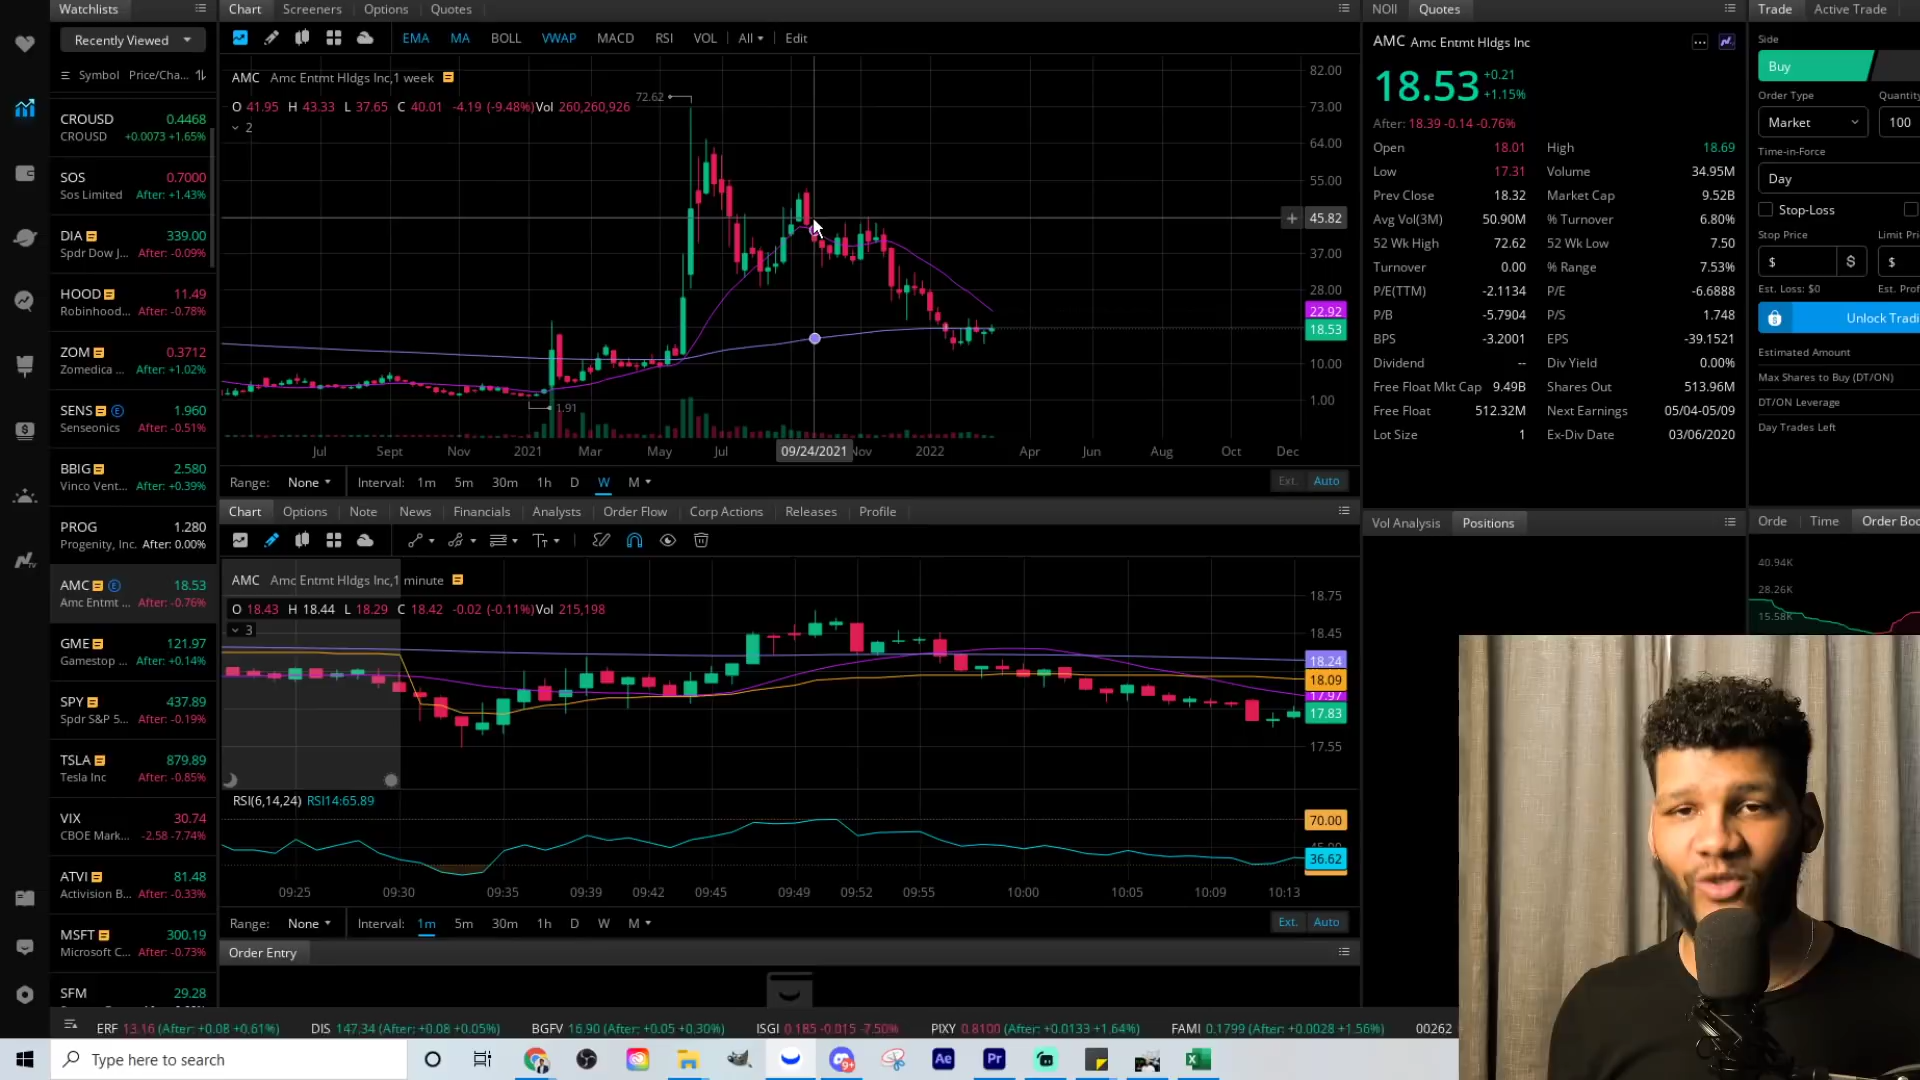 Watchlists
Recently Viewed
Symbol Price/Cha...
CROUSD 0.4468
CROUSD +0.0073 +1.65%
SOS 0.7000
Sos Limited After: +1.43%
DIA 339.00
Spdr Dow J... After: -0.09%
HOOD 11.49
Robinhood... After: -0.78%
ZOM 0.3712
Zomedica ... After: +1.02%
SENS E 1.960
Senseonics After: -0.51%
BBIG 2.580
Vinco Vent... After: +0.39%
PROG 1.280
Progenity, Inc. After: 0.00%
AMC E 18.53
Amc Entmt ... After: -0.76%
GME 121.97
Gamestop ... After: +0.14%
SPY 437.89
Spdr S&P 5... After: -0.19%
TSLA 879.89
Tesla Inc After: -0.85%
VIX 30.74
CBOE Mark... -2.58 -7.74%
ATVI 81.48
Activision B... After: -0.33%
MSFT 300.19
Microsoft C... After: -0.73%
SFM 29.28
Chart Screeners Options Quotes
EMA MA BOLL VWAP MACD RSI VOL All Edit
AMC Amc Entmt Hldgs Inc,1 week
O 41.95 H 43.33 L 37.65 C 40.01 -4.19 (-9.48%) Vol 260,260,926
2
72.62
1.91
82.00
73.00
64.00
55.00
45.82
37.00
28.00
22.92
18.53
10.00
1.00
Jul Sept Nov 2021 Mar May Jul 09/24/2021 Nov 2022 Apr Jun Aug Oct Dec
Range: None Interval: 1m 5m 30m 1h D W M Ext. Auto
Chart Options Note News Financials Analysts Order Flow Corp Actions Releases Profile
AMC Amc Entmt Hldgs Inc,1 minute
O 18.43 H 18.44 L 18.29 C 18.42 -0.02 (-0.11%) Vol 215,198
3
18.75
18.45
18.24
18.09
17.97
17.83
17.55
RSI(6,14,24) RSI14:65.89
70.00
36.62
09:25 09:30 09:35 09:39 09:42 09:45 09:49 09:52 09:55 10:00 10:05 10:09 10:13
Range: None Interval: 1m 5m 30m 1h D W M Ext. Auto
Order Entry
NOII Quotes
AMC Amc Entmt Hldgs Inc
18.53 +0.21
+1.15%
After: 18.39 -0.14 -0.76%
Open 18.01 High 18.69
Low 17.31 Volume 34.95M
Prev Close 18.32 Market Cap 9.52B
Avg Vol(3M) 50.90M % Turnover 6.80%
52 Wk High 72.62 52 Wk Low 7.50
Turnover 0.00 % Range 7.53%
P/E(TTM) -2.1134 P/E -6.6888
P/B -5.7904 P/S 1.748
BPS -3.2001 EPS -39.1521
Dividend -- Div Yield 0.00%
Free Float Mkt Cap 9.49B Shares Out 513.96M
Free Float 512.32M Next Earnings 05/04-05/09
Lot Size 1 Ex-Div Date 03/06/2020
Vol Analysis Positions
Trade Active Trade
Side
Buy
Order Type Quantity
Market 100
Time-in-Force
Day
Stop-Loss
Stop Price Limit Pri
$ $ $
Est. Loss: $0 Est. Prof
Unlock Tradi
Estimated Amount
Max Shares to Buy (DT/ON)
DT/ON Leverage
Day Trades Left
Orde Time Order Boo
40.94K
28.26K
15.58K
ERF 13.16 (After: +0.08 +0.61%) DIS 147.34 (After: +0.08 +0.05%) BGFV 16.90 (After: +0.05 +0.30%) ISGI 0.185 -0.015 -7.50% PIXY 0.8100 (After: +0.0133 +1.64%) FAMI 0.1799 (After: +0.0028 +1.56%) 00262
Type here to search
9+
Ae
Pr